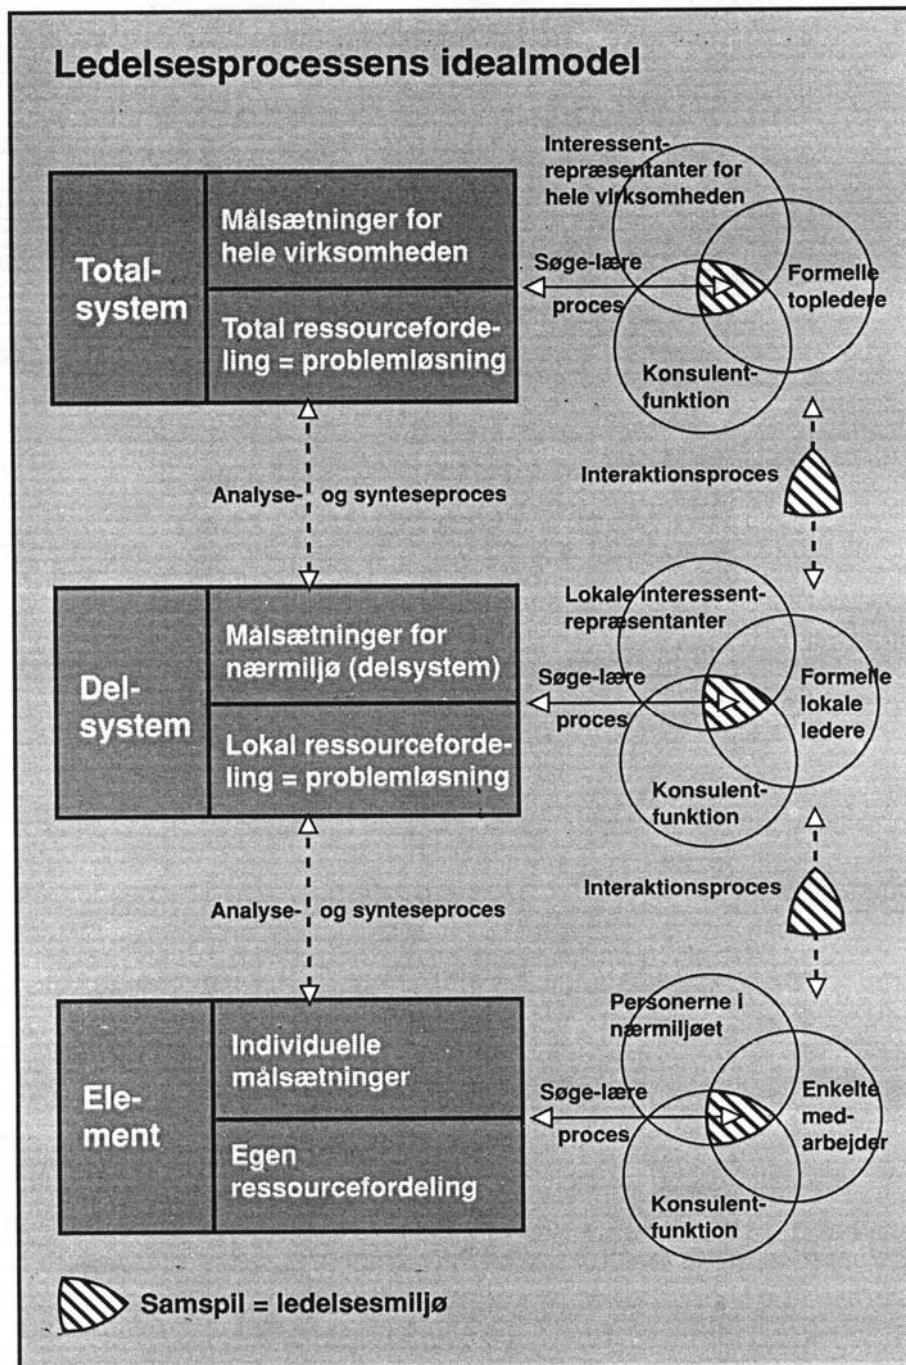 Ledelsesprocessens idealmodel
Total-
system
Målsætninger for
hele virksomheden
Total ressourceforde-
ling = problemløsning
Søge-lære
proces
Interessent-
repræsentanter for
hele virksomheden
Formelle
topledere
Konsulent-
funktion
Analyse- og synteseproces
Interaktionsproces
Del-
system
Målsætninger for
nærmiljø (delsystem)
Lokal ressourceforde-
ling = problemløsning
Søge-lære
proces
Lokale interessent-
repræsentanter
Formelle
lokale
ledere
Konsulent-
funktion
Analyse- og synteseproces
Interaktionsproces
Ele-
ment
Individuelle
målsætninger
Egen
ressourcefordeling
Søge-lære
proces
Personerne i
nærmiljøet
Enkelte
med-
arbejder
Konsulent-
funktion
Samspil = ledelsesmiljø